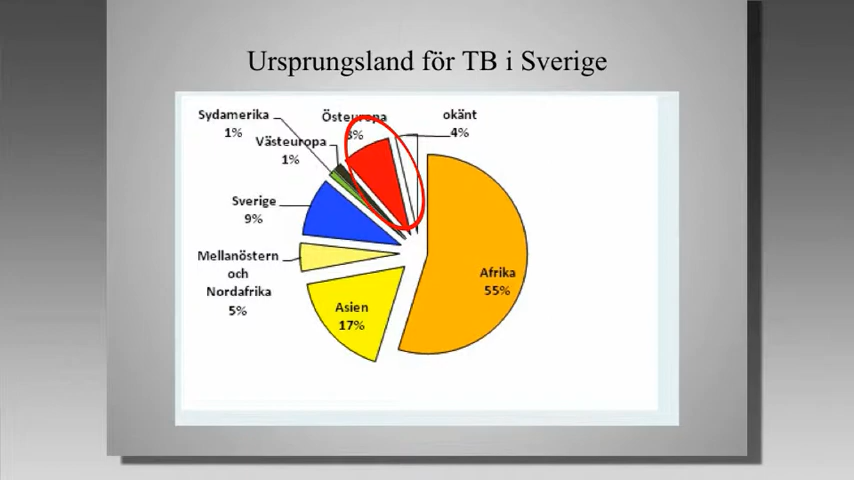 Ursprungsland för TB i Sverige
Sydamerika
1%
Västeuropa
1%
Östeuropa
8%
okänt
4%
Sverige
9%
Mellanöstern
och
Nordafrika
5%
Asien
17%
Afrika
55%